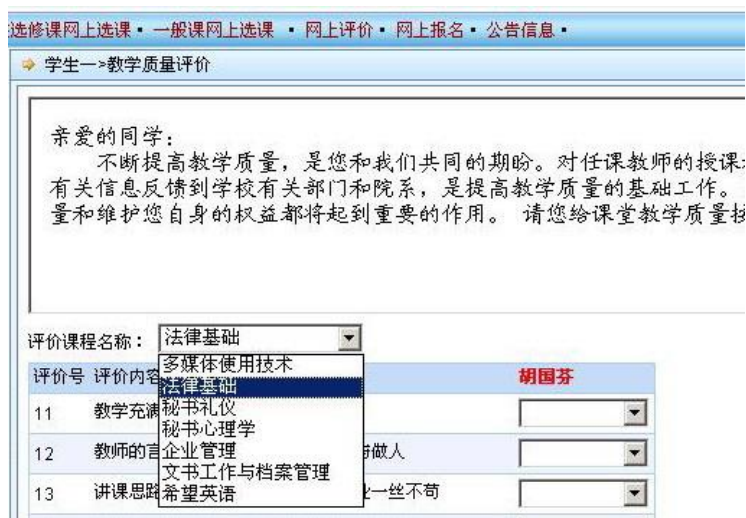 选修课网上选课▪ 一般课网上选课 ▪ 网上评价▪ 网上报名▪ 公告信息▪
学生—>教学质量评价
亲爱的同学:
不断提高教学质量，是您和我们共同的期盼。对任课教师的授课
有关信息反馈到学校有关部门和院系，是提高教学质量的基础工作。
量和维护您自身的权益都将起到重要的作用。 请您给课堂教学质量
评价课程名称： 法律基础
多媒体使用技术
评价号 评价内容 胡国芬
法律基础
11 教学充满
秘书礼仪
秘书心理学
12 教师的言 企业管理 做人
文书工作与档案管理
13 讲课思路 希望英语 一丝不苟